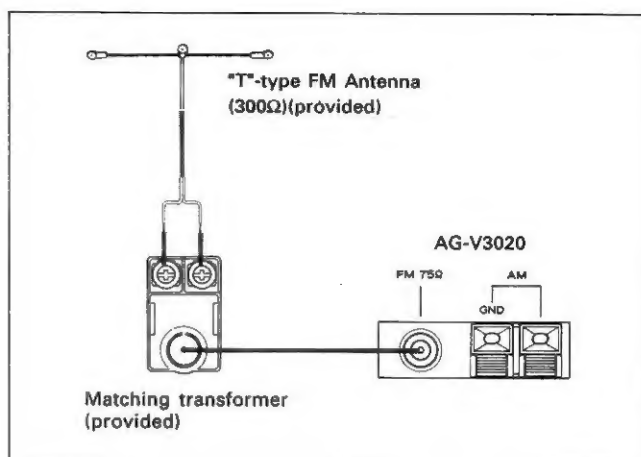 "T"-type FM Antenna
(300Ω)(provided)
AG-V3020
FM 75Ω
AM
GND
Matching transformer
(provided)